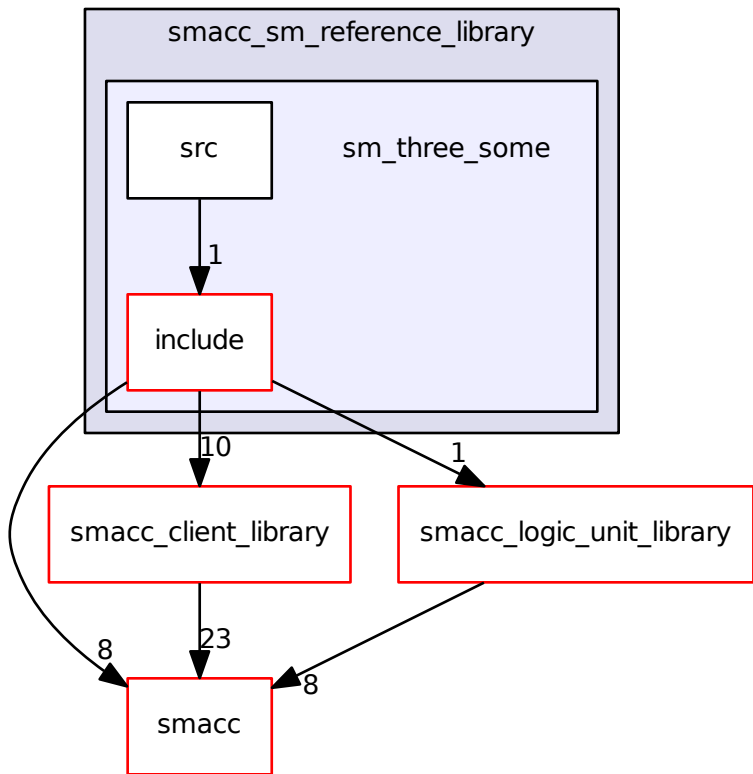 smacc_sm_reference_library
src
sm_three_some
1
include
10
1
smacc_client_library
smacc_logic_unit_library
8
23
8
smacc